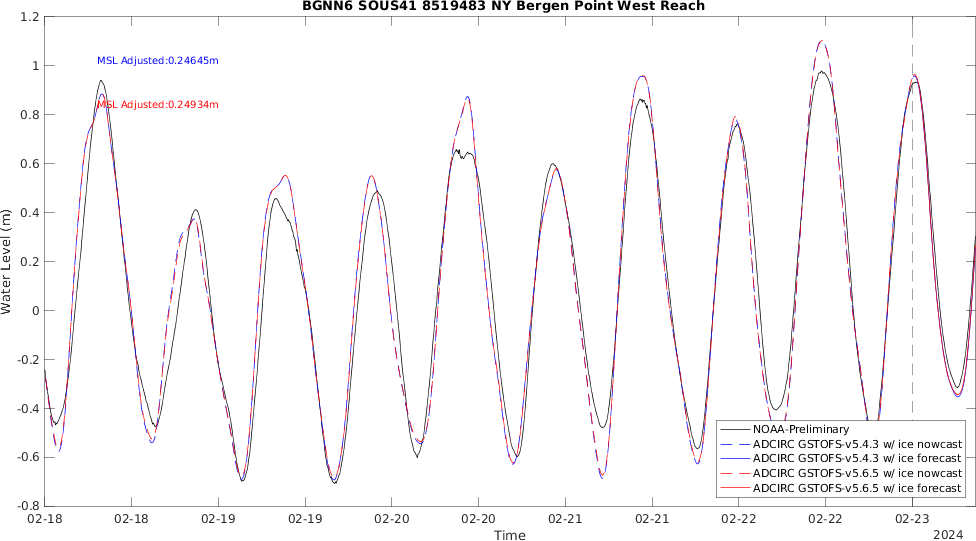 BGNN6 SOUS41 8519483 NY Bergen Point West Reach
1.2
1
0.8
0.6
0.4
0.2
0
-0.2
-0.4
-0.6
-0.8
Water Level (m)
MSL Adjusted:0.24645m
MSL Adjusted:0.24934m
NOAA-Preliminary
ADCIRC GSTOFS-v5.4.3 w/ ice nowcast
ADCIRC GSTOFS-v5.4.3 w/ ice forecast
ADCIRC GSTOFS-v5.6.5 w/ ice nowcast
ADCIRC GSTOFS-v5.6.5 w/ ice forecast
02-18 02-18 02-19 02-19 02-20 02-20 02-21 02-21 02-22 02-22 02-23
Time
2024